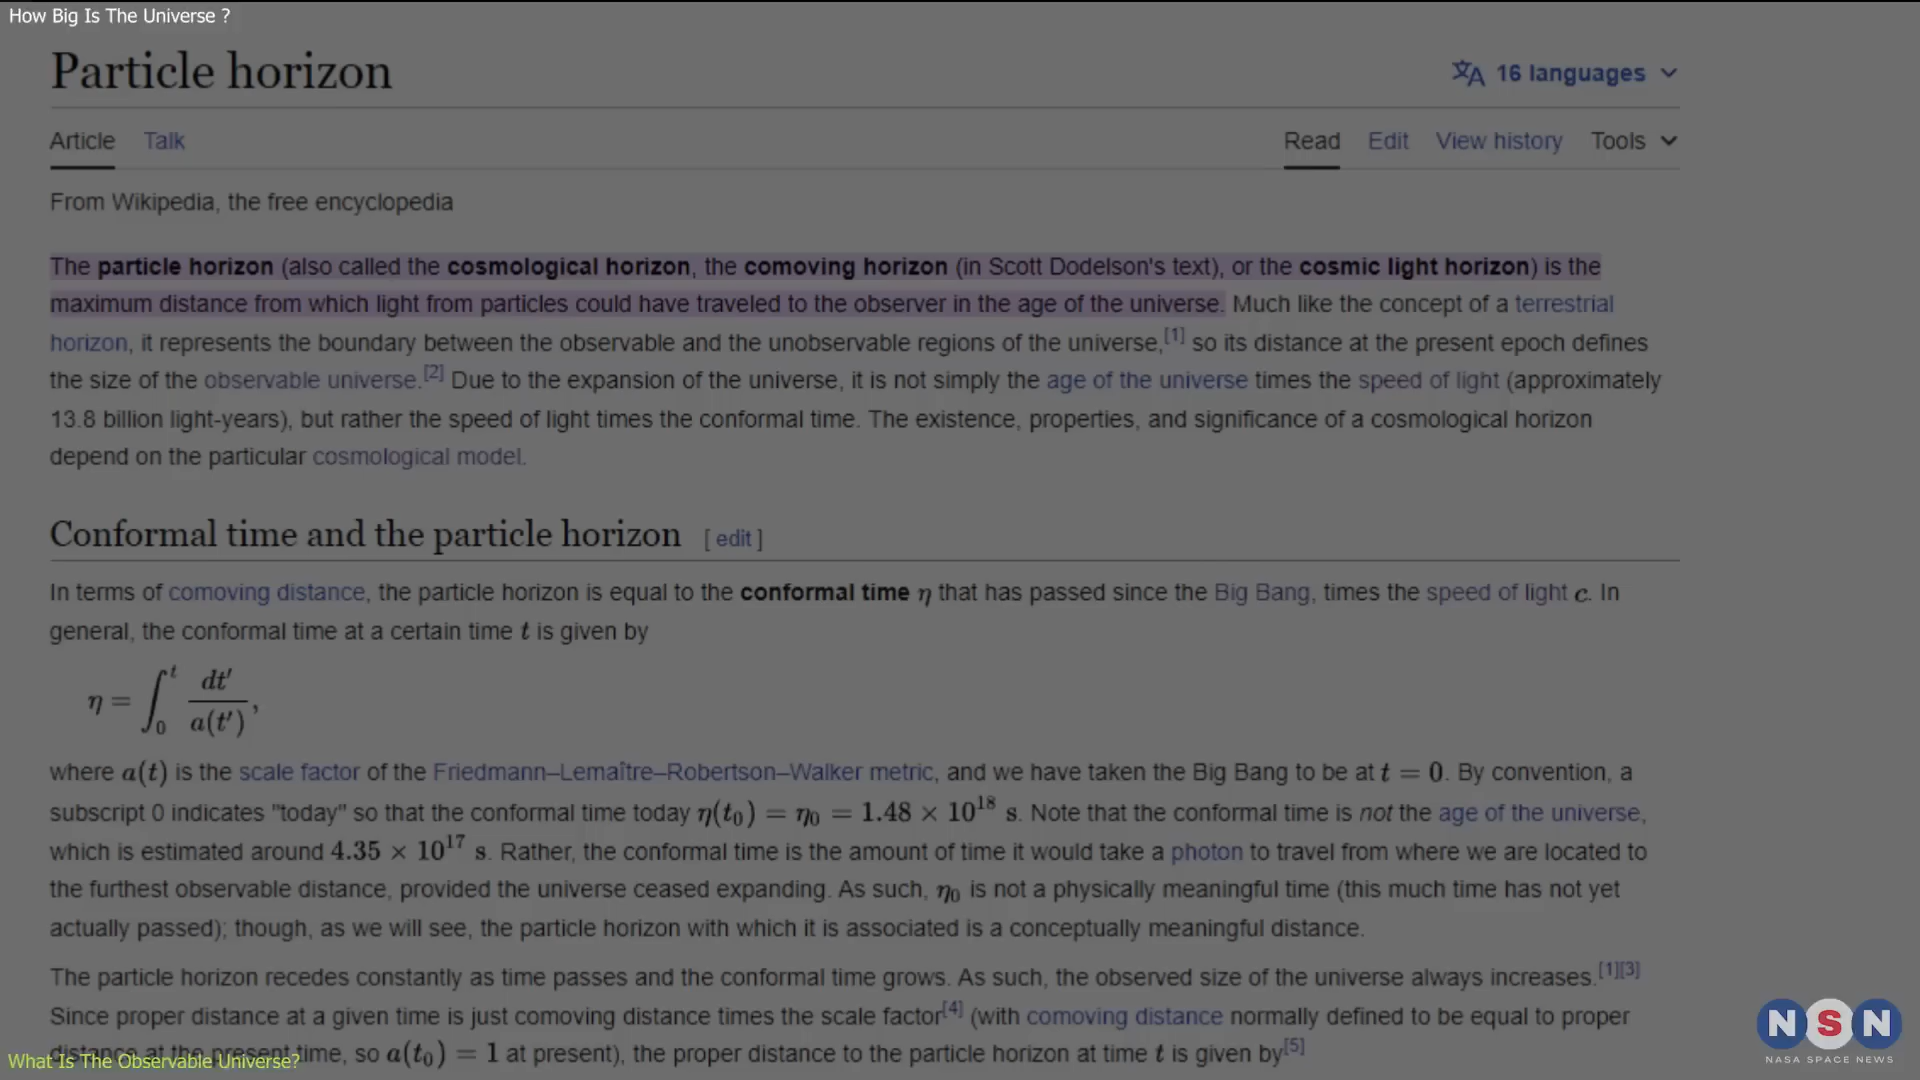 How Big Is The Universe ?
Particle horizon
16 languages
Article Talk Read Edit View history Tools
From Wikipedia, the free encyclopedia
The particle horizon (also called the cosmological horizon, the comoving horizon (in Scott Dodelson's text), or the cosmic light horizon) is the
maximum distance from which light from particles could have traveled to the observer in the age of the universe. Much like the concept of a terrestrial
horizon, it represents the boundary between the observable and the unobservable regions of the universe,[1] so its distance at the present epoch defines
the size of the observable universe.[2] Due to the expansion of the universe, it is not simply the age of the universe times the speed of light (approximately
13.8 billion light-years), but rather the speed of light times the conformal time. The existence, properties, and significance of a cosmological horizon
depend on the particular cosmological model.
Conformal time and the particle horizon [ edit ]
In terms of comoving distance, the particle horizon is equal to the conformal time η that has passed since the Big Bang, times the speed of light c. In
general, the conformal time at a certain time t is given by
η = ∫₀ᵗ dt′ / a(t′),
where a(t) is the scale factor of the Friedmann–Lemaître–Robertson–Walker metric, and we have taken the Big Bang to be at t = 0. By convention, a
subscript 0 indicates "today" so that the conformal time today η(t₀) = η₀ = 1.48 × 10¹⁸ s. Note that the conformal time is not the age of the universe,
which is estimated around 4.35 × 10¹⁷ s. Rather, the conformal time is the amount of time it would take a photon to travel from where we are located to
the furthest observable distance, provided the universe ceased expanding. As such, η₀ is not a physically meaningful time (this much time has not yet
actually passed); though, as we will see, the particle horizon with which it is associated is a conceptually meaningful distance.
The particle horizon recedes constantly as time passes and the conformal time grows. As such, the observed size of the universe always increases.[1][3]
Since proper distance at a given time is just comoving distance times the scale factor[4] (with comoving distance normally defined to be equal to proper
distance at the present time, so a(t₀) = 1 at present), the proper distance to the particle horizon at time t is given by[5]
What Is The Observable Universe?
NSN
NASA SPACE NEWS